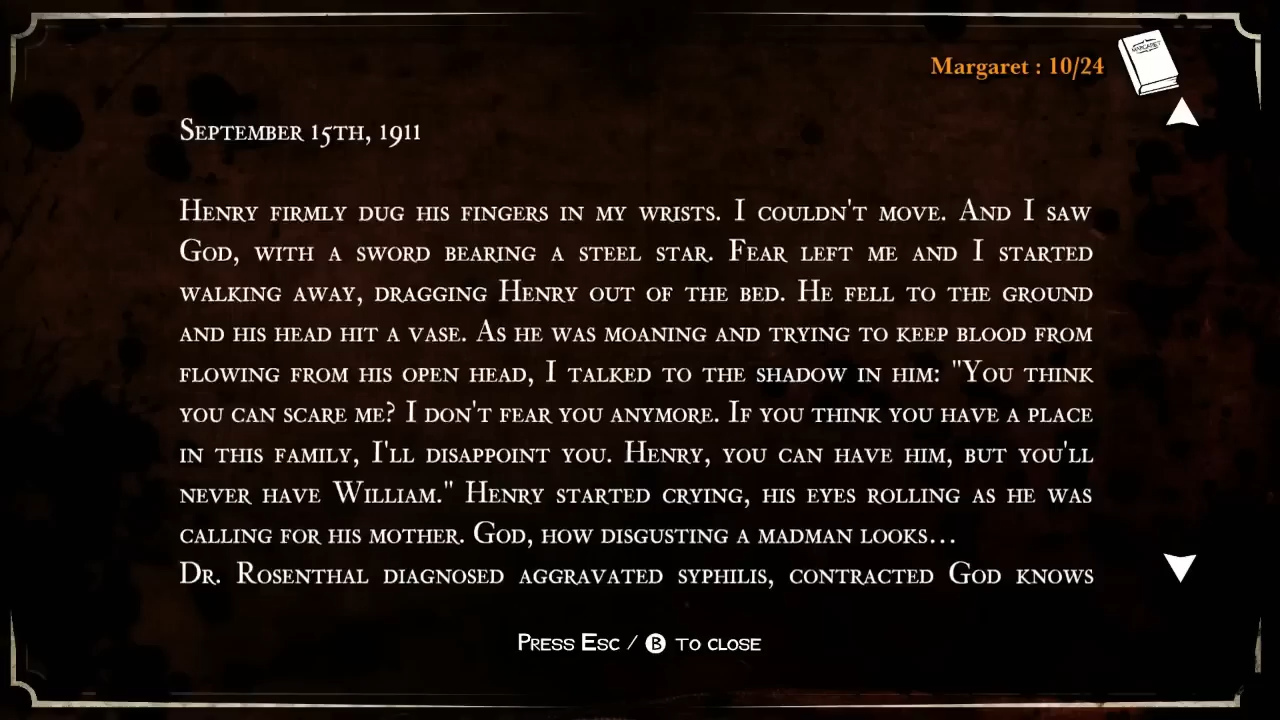 Margaret : 10/24
MARGARET
September 15th, 1911
Henry firmly dug his fingers in my wrists. I couldn't move. And I saw
God, with a sword bearing a steel star. Fear left me and I started
walking away, dragging Henry out of the bed. He fell to the ground
and his head hit a vase. As he was moaning and trying to keep blood from
flowing from his open head, I talked to the shadow in him: "You think
you can scare me? I don't fear you anymore. If you think you have a place
in this family, I'll disappoint you. Henry, you can have him, but you'll
never have William." Henry started crying, his eyes rolling as he was
calling for his mother. God, how disgusting a madman looks...
Dr. Rosenthal diagnosed aggravated syphilis, contracted God knows
Press Esc / B to close